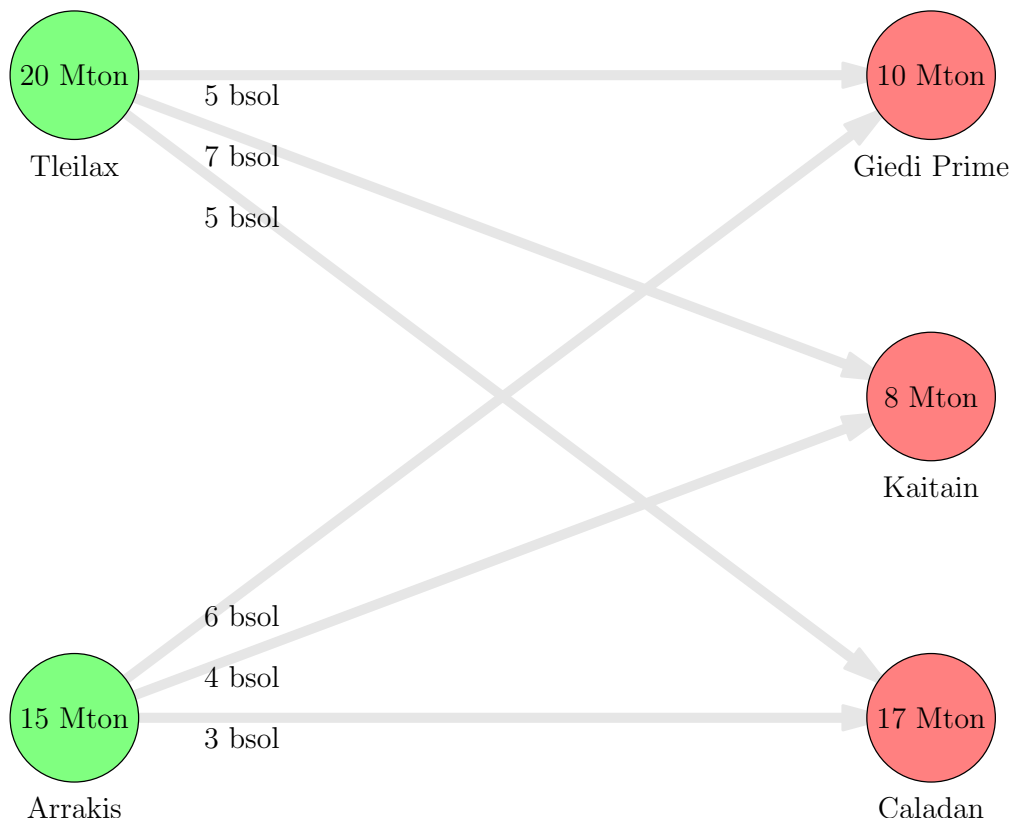 20 Mton
Tleilax
5 bsol
7 bsol
5 bsol
10 Mton
Giedi Prime
8 Mton
Kaitain
6 bsol
4 bsol
3 bsol
15 Mton
Arrakis
17 Mton
Caladan